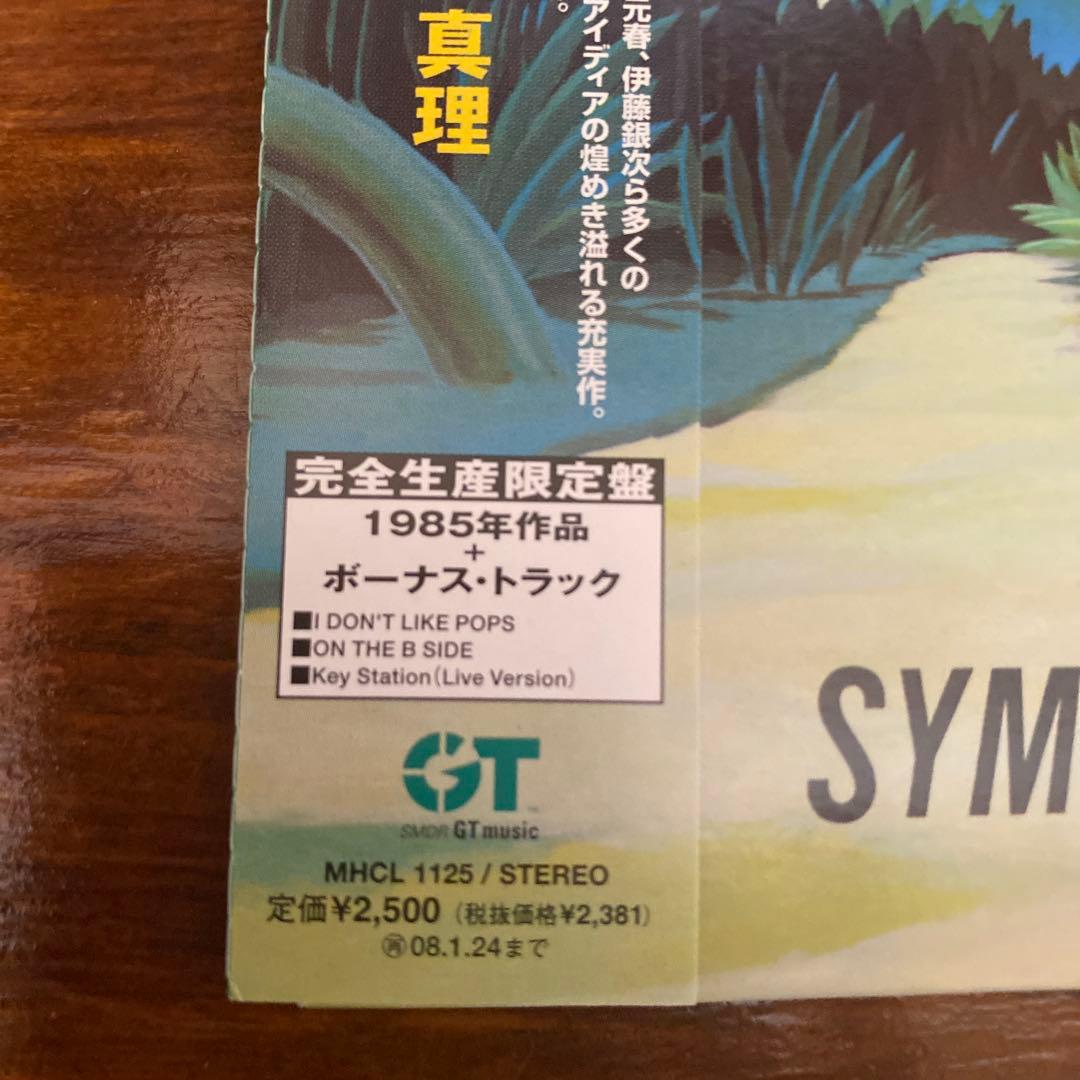 真理
元春、伊藤銀次ら多くの
アイディアの煌めき溢れる充実作。
完全生産限定盤
1985年作品
+
ボーナス・トラック
■I DON'T LIKE POPS
■ON THE B SIDE
■Key Station(Live Version)
GT
SMDR GTmusic
MHCL 1125 / STEREO
定価¥2,500（税抜価格¥2,381）
㊢08.1.24まで
SYM